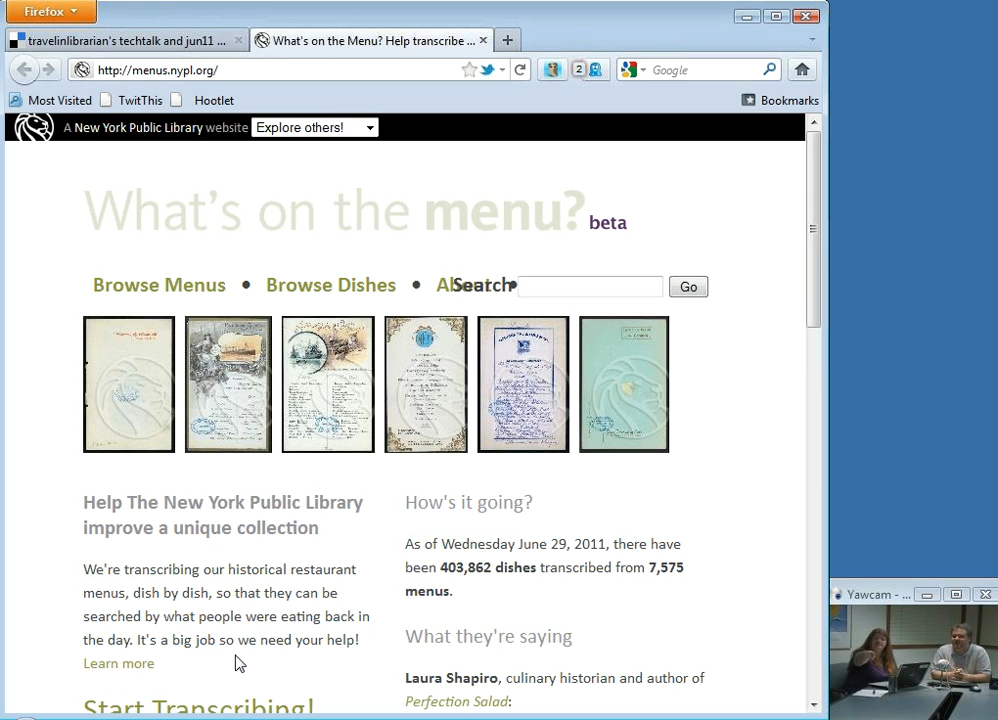 Firefox
travelinlibrarian's techtalk and jun11 ...
What's on the Menu? Help transcribe ...
http://menus.nypl.org/
2
Google
Most Visited
TwitThis
Hootlet
Bookmarks
A New York Public Library website
Explore others!
What's on the menu? beta
Browse Menus • Browse Dishes • About •
Search
Go
Help The New York Public Library
improve a unique collection
We're transcribing our historical restaurant
menus, dish by dish, so that they can be
searched by what people were eating back in
the day. It's a big job so we need your help!
Learn more
Start Transcribing!
How's it going?
As of Wednesday June 29, 2011, there have
been 403,862 dishes transcribed from 7,575
menus.
What they're saying
Laura Shapiro, culinary historian and author of
Perfection Salad:
Yawcam - ...